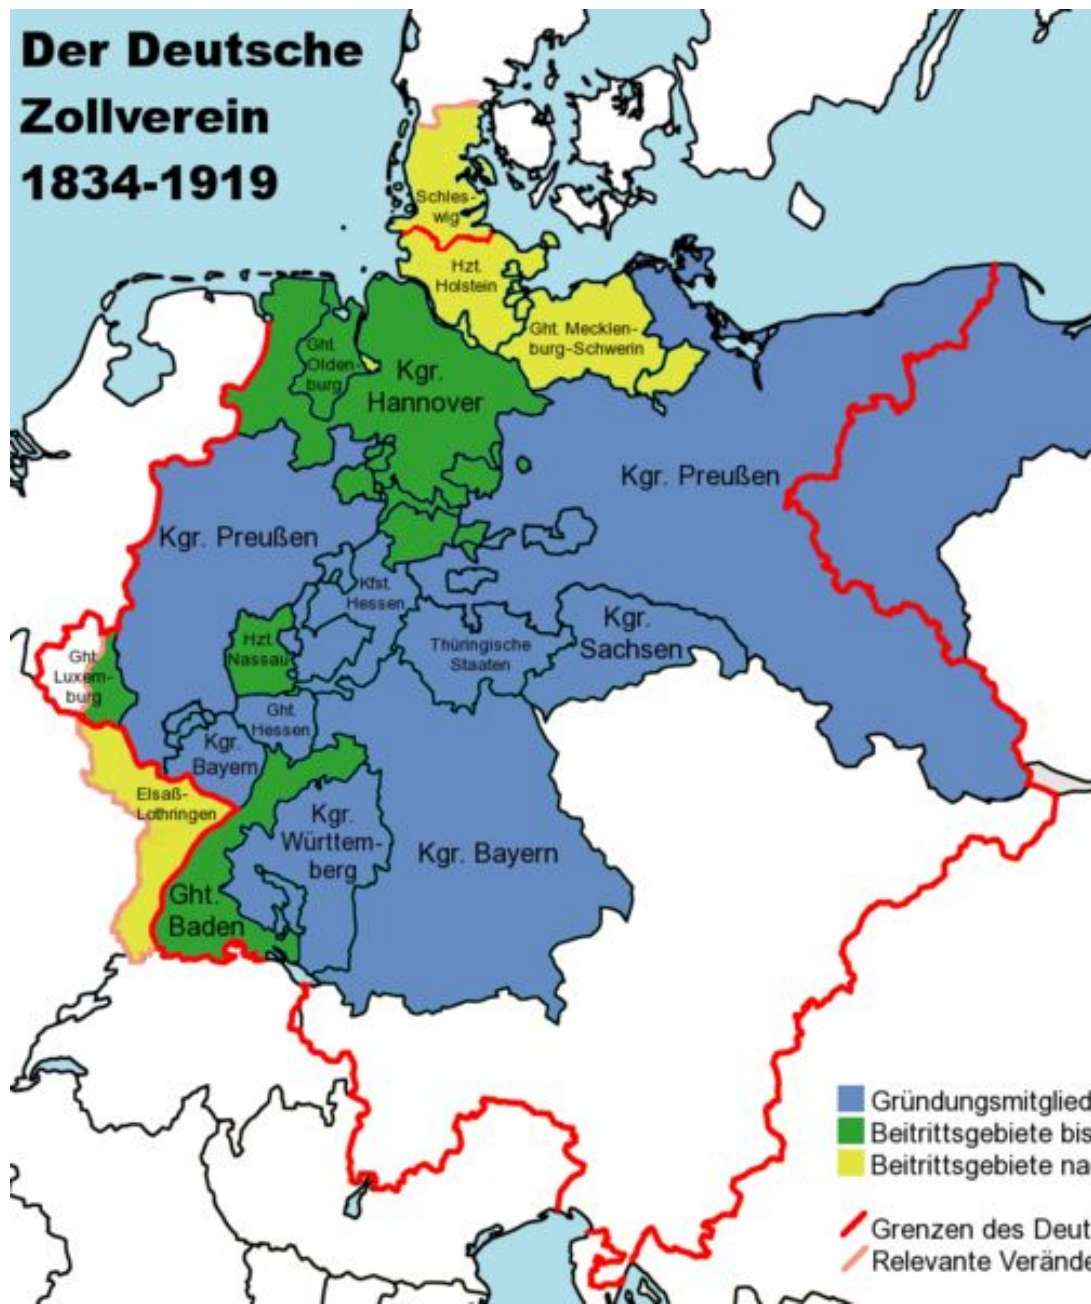 Der Deutsche
Zollverein
1834-1919
Schles-
wig
Hzt.
Holstein
Ght. Mecklen-
burg-Schwerin
Ght.
Olden-
burg
Kgr.
Hannover
Kgr. Preußen
Kgr. Preußen
Kfst.
Hessen
Hzt.
Nassau
Thüringische
Staaten
Kgr.
Sachsen
Ght.
Luxem-
burg
Ght.
Hessen
Kgr.
Bayern
Elsaß-
Lothringen
Kgr.
Württem-
berg
Kgr. Bayern
Ght.
Baden
Gründungsmitglied
Beitrittsgebiete bis
Beitrittsgebiete na
Grenzen des Deut
Relevante Verände